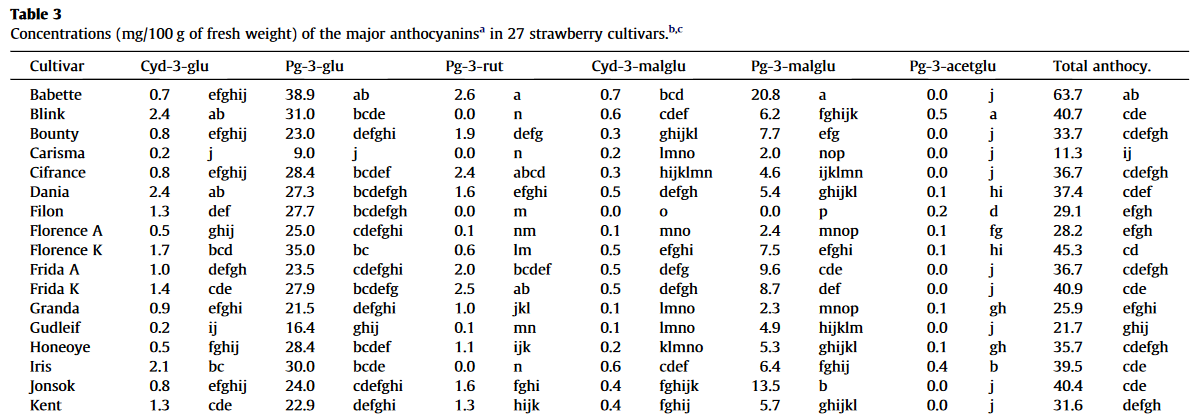 Table 3
Concentrations (mg/100 g of fresh weight) of the major anthocyaninsa in 27 strawberry cultivars.b,c
Cultivar Cyd-3-glu Pg-3-glu Pg-3-rut Cyd-3-malglu Pg-3-malglu Pg-3-acetglu Total anthocy.
Babette 0.7 efghij 38.9 ab 2.6 a 0.7 bcd 20.8 a 0.0 j 63.7 ab
Blink 2.4 ab 31.0 bcde 0.0 n 0.6 cdef 6.2 fghijk 0.5 a 40.7 cde
Bounty 0.8 efghij 23.0 defghi 1.9 defg 0.3 ghijkl 7.7 efg 0.0 j 33.7 cdefgh
Carisma 0.2 j 9.0 j 0.0 n 0.2 lmno 2.0 nop 0.0 j 11.3 ij
Cifrance 0.8 efghij 28.4 bcdef 2.4 abcd 0.3 hijklmn 4.6 ijklmn 0.0 j 36.7 cdefgh
Dania 2.4 ab 27.3 bcdefgh 1.6 efghi 0.5 defgh 5.4 ghijkl 0.1 hi 37.4 cdef
Filon 1.3 def 27.7 bcdefgh 0.0 m 0.0 o 0.0 p 0.2 d 29.1 efgh
Florence A 0.5 ghij 25.0 cdefghi 0.1 nm 0.1 mno 2.4 mnop 0.1 fg 28.2 efgh
Florence K 1.7 bcd 35.0 bc 0.6 lm 0.5 efghi 7.5 efghi 0.1 hi 45.3 cd
Frida A 1.0 defgh 23.5 cdefghi 2.0 bcdef 0.5 defg 9.6 cde 0.0 j 36.7 cdefgh
Frida K 1.4 cde 27.9 bcdefg 2.5 ab 0.5 defgh 8.7 def 0.0 j 40.9 cde
Granda 0.9 efghi 21.5 defghi 1.0 jkl 0.1 lmno 2.3 mnop 0.1 gh 25.9 efghi
Gudleif 0.2 ij 16.4 ghij 0.1 mn 0.1 lmno 4.9 hijklm 0.0 j 21.7 ghij
Honeoye 0.5 fghij 28.4 bcdef 1.1 ijk 0.2 klmno 5.3 ghijkl 0.1 gh 35.7 cdefgh
Iris 2.1 bc 30.0 bcde 0.0 n 0.6 cdef 6.4 fghij 0.4 b 39.5 cde
Jonsok 0.8 efghij 24.0 cdefghi 1.6 fghi 0.4 fghijk 13.5 b 0.0 j 40.4 cde
Kent 1.3 cde 22.9 defghi 1.3 hijk 0.4 fghij 5.7 ghijkl 0.0 j 31.6 defgh